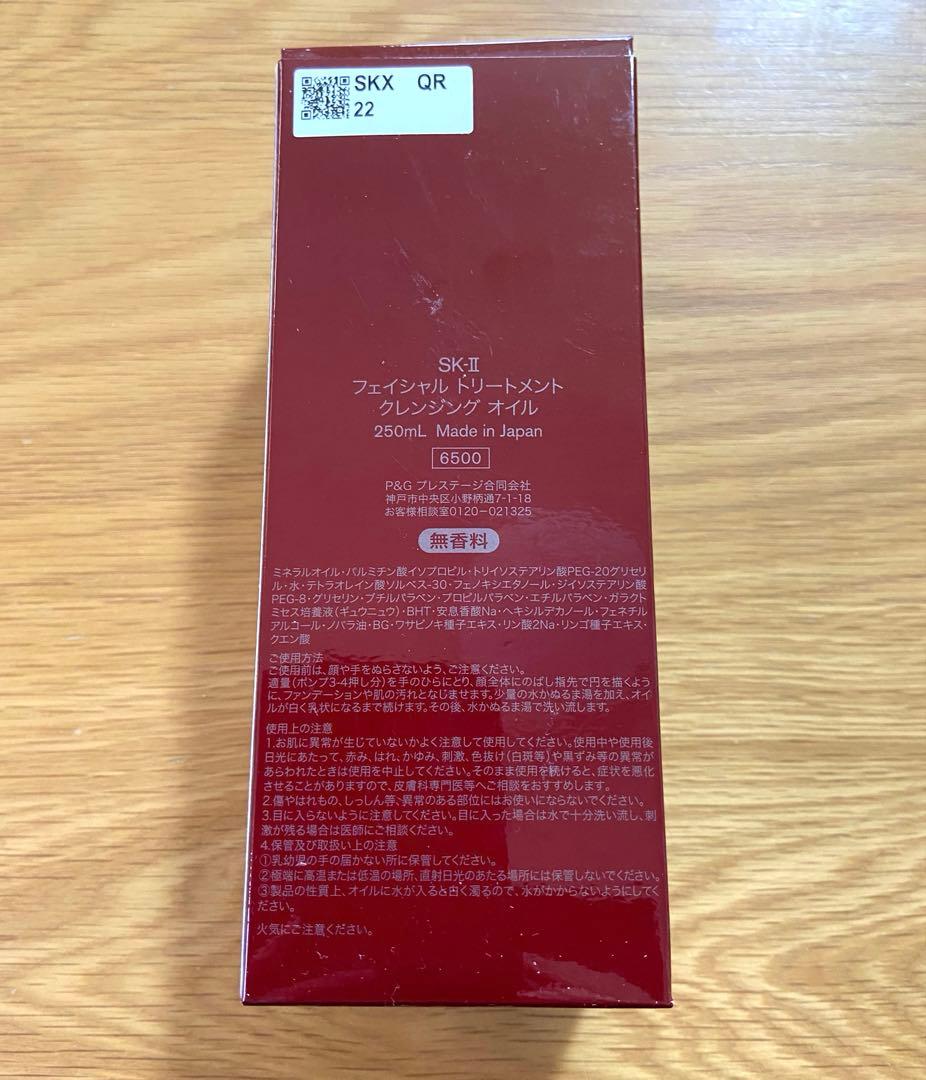 SKX QR
22
SK-II
フェイシャル トリートメント
クレンジング オイル
250mL Made in Japan
6500
P&G プレステージ合同会社
神戸市中央区小野柄通7-1-18
お客様相談室0120-021325
無香料
ミネラルオイル・パルミチン酸イソプロピル・トリイソステアリン酸PEG-20グリセリ
ル・水・テトラオレイン酸ソルベス-30・フェノキシエタノール・ジイソステアリン酸
PEG-8・グリセリン・ブチルパラベン・プロピルパラベン・エチルパラベン・ガラクト
ミセス培養液(ギュウニュウ)・BHT・安息香酸Na・ヘキシルデカノール・フェネチル
アルコール・ノバラ油・BG・ワサビノキ種子エキス・リン酸2Na・リンゴ種子エキス・
クエン酸
ご使用方法
ご使用前は、顔や手をぬらさないよう、ご注意ください。
適量(ポンプ3-4押し分)を手のひらにとり、顔全体にのばし指先で円を描くよう
に、ファンデーションや肌の汚れとなじませます。少量の水かぬるま湯を加え、オイ
ルが白く乳状になるまで続けます。その後、水かぬるま湯で洗い流します。
使用上の注意
1.お肌に異常が生じていないかよく注意して使用してください。使用中や使用後
日光にあたって、赤み、はれ、かゆみ、刺激、色抜け(白斑等)や黒ずみ等の異常が
あらわれたときは使用を中止してください。そのまま使用を続けると、症状を悪化
させることがありますので、皮膚科専門医等へご相談をおすすめします。
2.傷やはれもの、しっしん等、異常のある部位にはお使いにならないでください。
3.目に入らないように注意してください。目に入った場合は水で十分洗い流し、刺
激が残る場合は医師にご相談ください。
4.保管及び取扱い上の注意
①乳幼児の手の届かない所に保管してください。
②極端に高温または低温の場所、直射日光のあたる場所には保管しないでください。
③製品の性質上、オイルに水が入ると白く濁るので、水がかからないようにしてく
ださい。
火気にご注意ください。